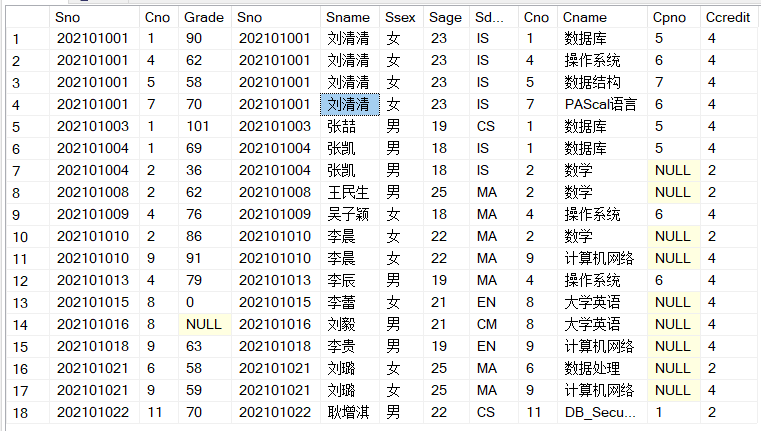 Sno Cno Grade Sno Sname Ssex Sage Sd... Cno Cname Cpno Ccredit
1 202101001 1 90 202101001 刘清清 女 23 IS 1 数据库 5 4
2 202101001 4 62 202101001 刘清清 女 23 IS 4 操作系统 6 4
3 202101001 5 58 202101001 刘清清 女 23 IS 5 数据结构 7 4
4 202101001 7 70 202101001 刘清清 女 23 IS 7 PAScal语言 6 4
5 202101003 1 101 202101003 张喆 男 19 CS 1 数据库 5 4
6 202101004 1 69 202101004 张凯 男 18 IS 1 数据库 5 4
7 202101004 2 36 202101004 张凯 男 18 IS 2 数学 NULL 2
8 202101008 2 62 202101008 王民生 男 25 MA 2 数学 NULL 2
9 202101009 4 76 202101009 吴子颖 女 18 MA 4 操作系统 6 4
10 202101010 2 86 202101010 李晨 女 22 MA 2 数学 NULL 2
11 202101010 9 91 202101010 李晨 女 22 MA 9 计算机网络 NULL 4
12 202101013 4 79 202101013 李辰 男 19 MA 4 操作系统 6 4
13 202101015 8 0 202101015 李蕾 女 21 EN 8 大学英语 NULL 4
14 202101016 8 NULL 202101016 刘毅 男 21 CM 8 大学英语 NULL 4
15 202101018 9 63 202101018 李贵 男 19 EN 9 计算机网络 NULL 4
16 202101021 6 58 202101021 刘璐 女 25 MA 6 数据处理 NULL 2
17 202101021 9 59 202101021 刘璐 女 25 MA 9 计算机网络 NULL 4
18 202101022 11 70 202101022 耿增淇 男 22 CS 11 DB_Secu... 1 2